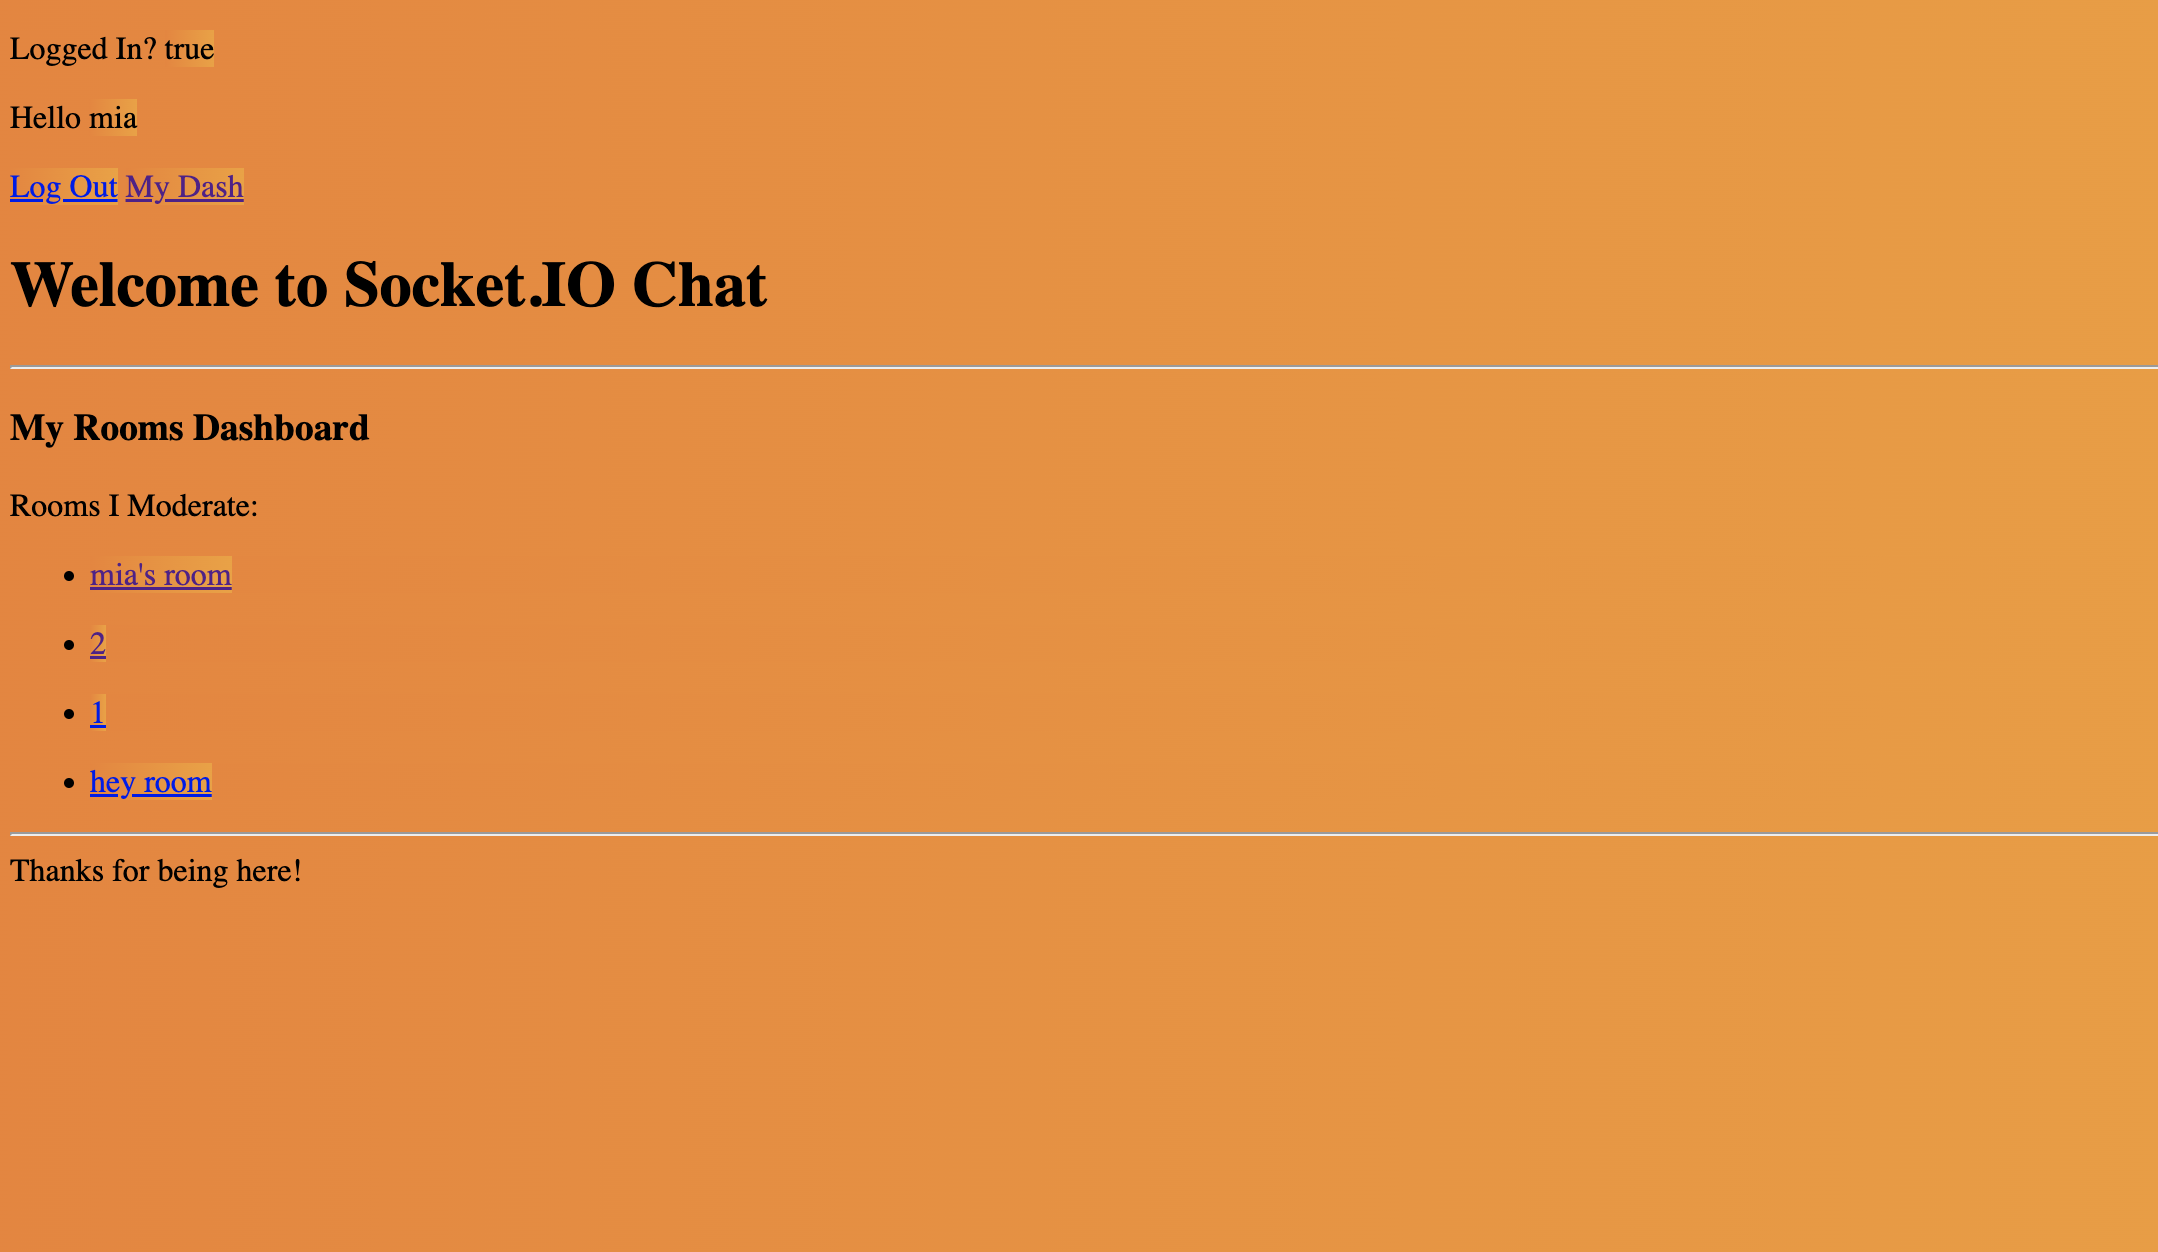 Logged In? true
Hello mia
Log Out My Dash
Welcome to Socket.IO Chat
My Rooms Dashboard
Rooms I Moderate:
mia's room
2
1
hey room
Thanks for being here!